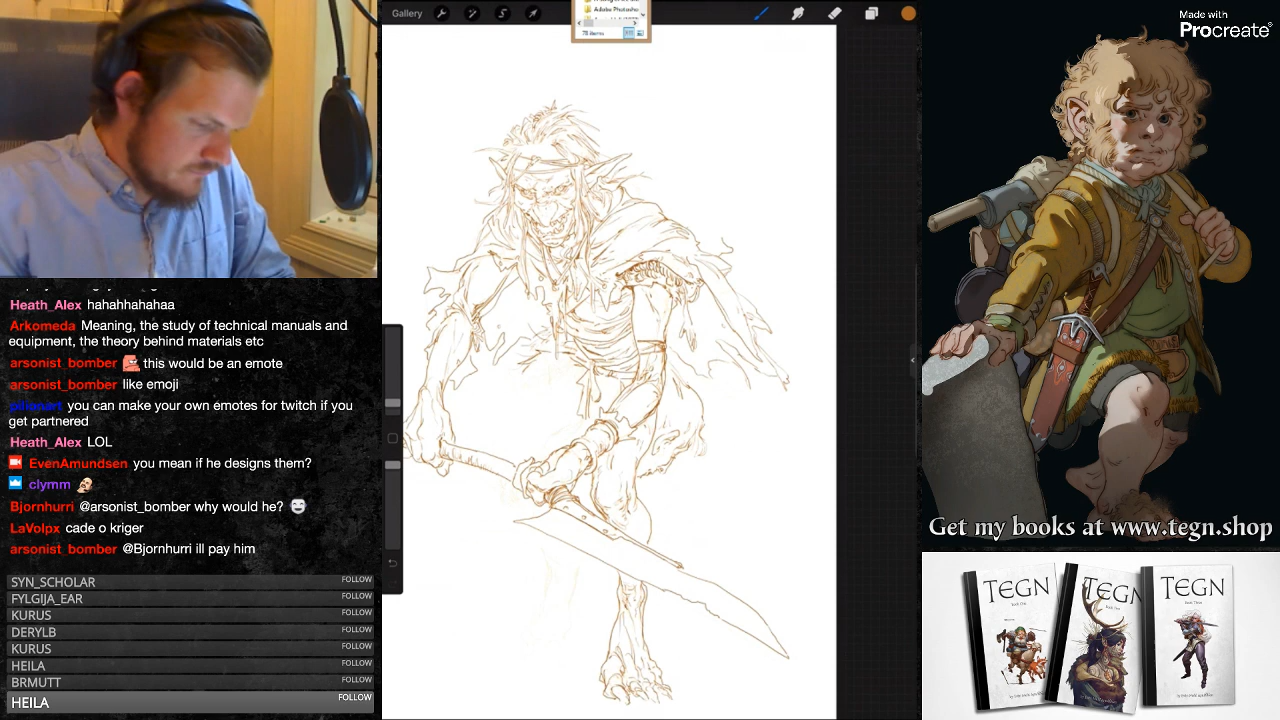 Gallery
Adobe Photosh
78 items
Made with
Procreate
Heath_Alex hahahhahahaa
Arkomeda Meaning, the study of technical manuals and
equipment, the theory behind materials etc
arsonist_bomber this would be an emote
arsonist_bomber like emoji
you can make your own emotes for twitch if you
get partnered
Heath_Alex LOL
EvenAmundsen you mean if he designs them?
clymm
Bjornhurri @arsonist_bomber why would he?
LaVolpx cade o kriger
arsonist_bomber @Bjornhurri ill pay him
SYN_SCHOLAR FOLLOW
FYLGIJA_EAR FOLLOW
KURUS FOLLOW
DERYLB FOLLOW
KURUS FOLLOW
HEILA FOLLOW
BRMUTT FOLLOW
HEILA FOLLOW
Get my books at www.tegn.shop
TEGN
TEGN
TEGN